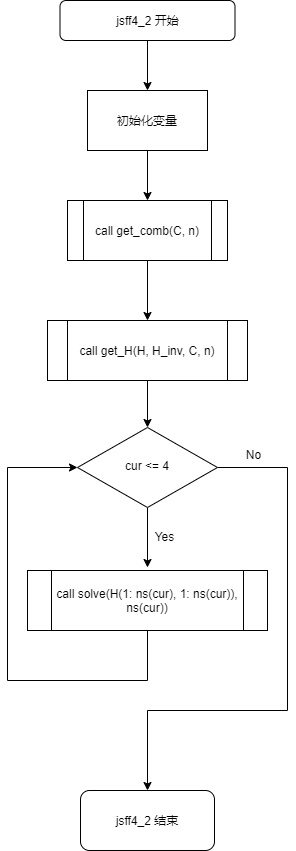 jsff4_2 开始
初始化变量
call get_comb(C, n)
call get_H(H, H_inv, C, n)
cur <= 4
No
Yes
call solve(H(1: ns(cur), 1: ns(cur)),
ns(cur))
jsff4_2 结束